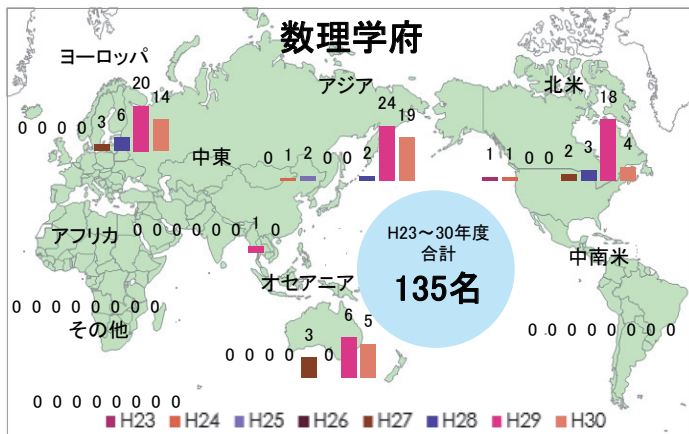 数理学府
ヨーロッパ
0 0 0 0 3 6 20 14
アジア
0 1 2 0 0 2 24 19
北米
1 1 0 0 2 3 18 4
中東
0 0 0 0 0 0 1 0
アフリカ
0 0 0 0 0 0 0 0
オセアニア
0 0 0 0 3 0 6 5
H23~30年度
合計
135名
中南米
0 0 0 0 0 0 0 0
その他
0 0 0 0 0 0 0 0
H23 H24 H25 H26 H27 H28 H29 H30